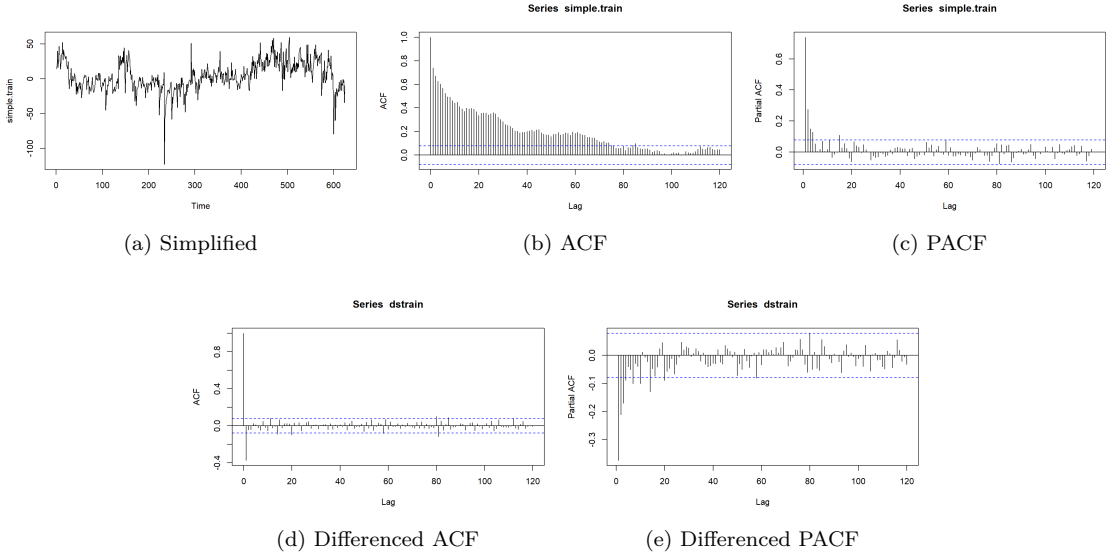 Series simple.train
Series simple.train
simple.train
50
0
-50
-100
0 100 200 300 400 500 600
Time
ACF
1.0
0.8
0.6
0.4
0.2
0.0
0 20 40 60 80 100 120
Lag
Partial ACF
0.6
0.4
0.2
0.0
0 20 40 60 80 100 120
Lag
(a) Simplified
(b) ACF
(c) PACF
Series dstrain
Series dstrain
ACF
0.8
0.4
0.0
-0.4
0 20 40 60 80 100 120
Lag
Partial ACF
0.0
-0.1
-0.2
-0.3
0 20 40 60 80 100 120
Lag
(d) Differenced ACF
(e) Differenced PACF